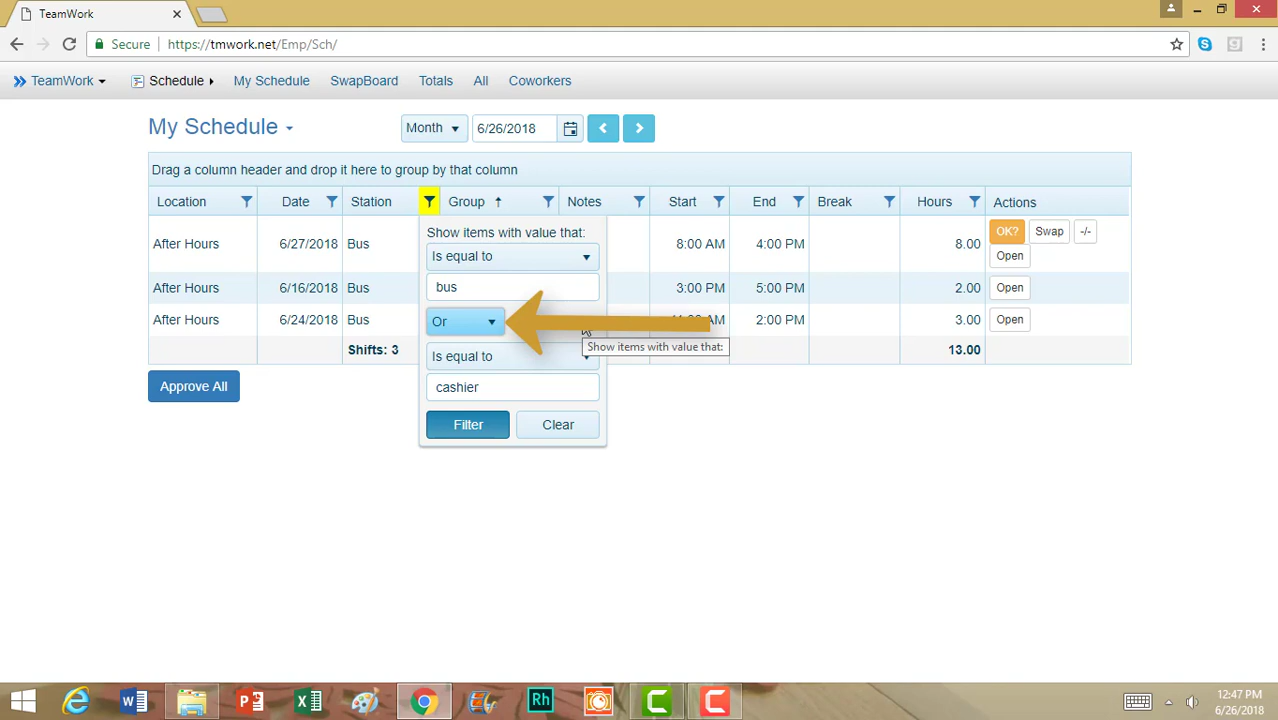 TeamWork
Secure https://tmwork.net/Emp/Sch/
TeamWork Schedule My Schedule SwapBoard Totals All Coworkers
My Schedule Month 6/26/2018
Drag a column header and drop it here to group by that column
Location Date Station Group Notes Start End Break Hours Actions
Show items with value that:
After Hours 6/27/2018 Bus 8:00 AM 4:00 PM 8.00 OK? Swap -/-
Open
Is equal to
After Hours 6/16/2018 Bus bus 3:00 PM 5:00 PM 2.00 Open
After Hours 6/24/2018 Bus Or AM 2:00 PM 3.00 Open
Show items with value that:
Shifts: 3 Is equal to 13.00
Approve All cashier
Filter Clear
W P X Rh C C
12:47 PM
6/26/2018